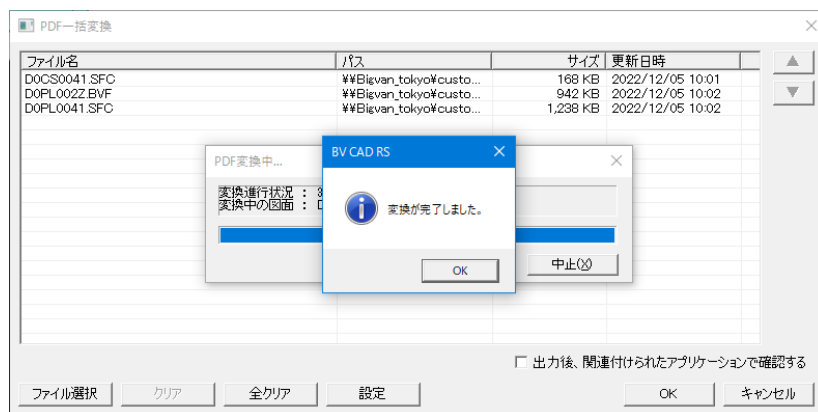 PDF一括変換
ファイル名 パス サイズ 更新日時
D0CS0041.SFC ¥¥Bigvan_tokyo¥custo... 168 KB 2022/12/05 10:01
D0PL002Z.BVF ¥¥Bigvan_tokyo¥custo... 942 KB 2022/12/05 10:02
D0PL0041.SFC ¥¥Bigvan_tokyo¥custo... 1,238 KB 2022/12/05 10:02
PDF変換中...
BV CAD RS
変換進行状況 :
変換中の図面 :
変換が完了しました。
OK
中止(X)
出力後、関連付けられたアプリケーションで確認する
ファイル選択 クリア 全クリア 設定 OK キャンセル